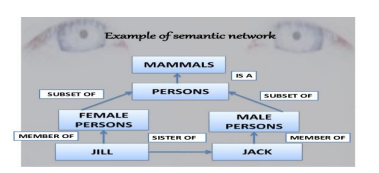 Example of semantic network
MAMMALS
IS A
PERSONS
SUBSET OF
SUBSET OF
FEMALE
PERSONS
MALE
PERSONS
MEMBER OF
SISTER OF
MEMBER OF
JILL
JACK